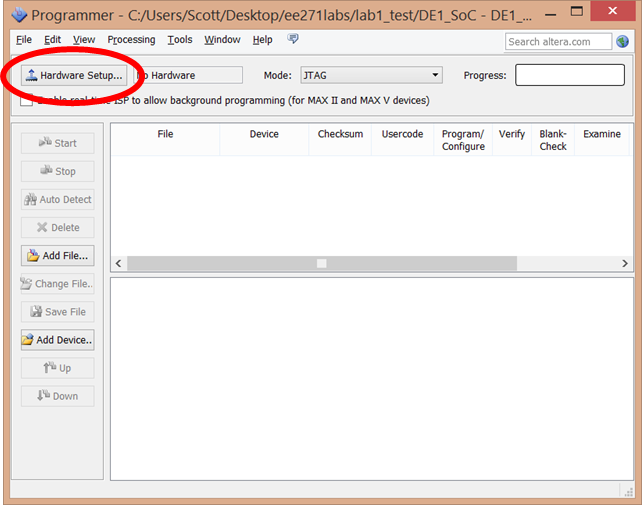 Programmer - C:/Users/Scott/Desktop/ee271labs/lab1_test/DE1_SoC - DE1_...
File Edit View Processing Tools Window Help
Search altera.com
Hardware Setup... No Hardware Mode: JTAG Progress:
Enable real-time ISP to allow background programming (for MAX II and MAX V devices)
File Device Checksum Usercode Program/ Verify Blank- Examine
Configure Check
Start
Stop
Auto Detect
Delete
Add File...
Change File..
Save File
Add Device..
Up
Down